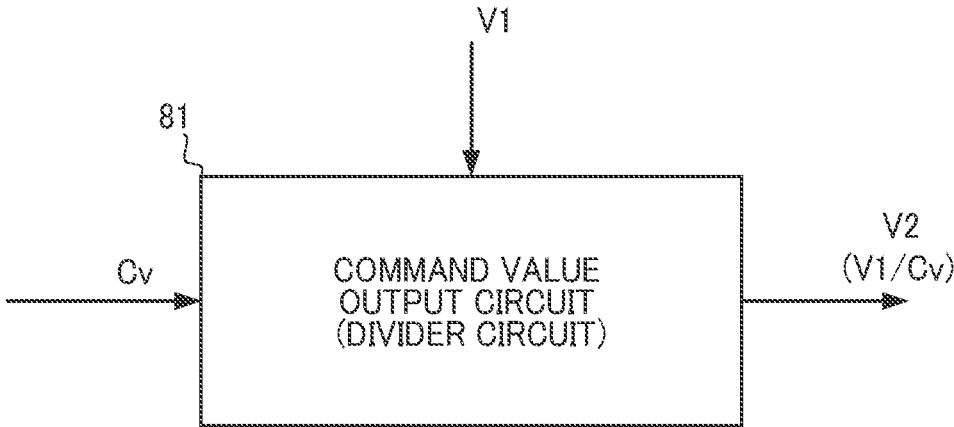 V1
81
Cv
COMMAND VALUE
OUTPUT CIRCUIT
(DIVIDER CIRCUIT)
V2
(V1/Cv)